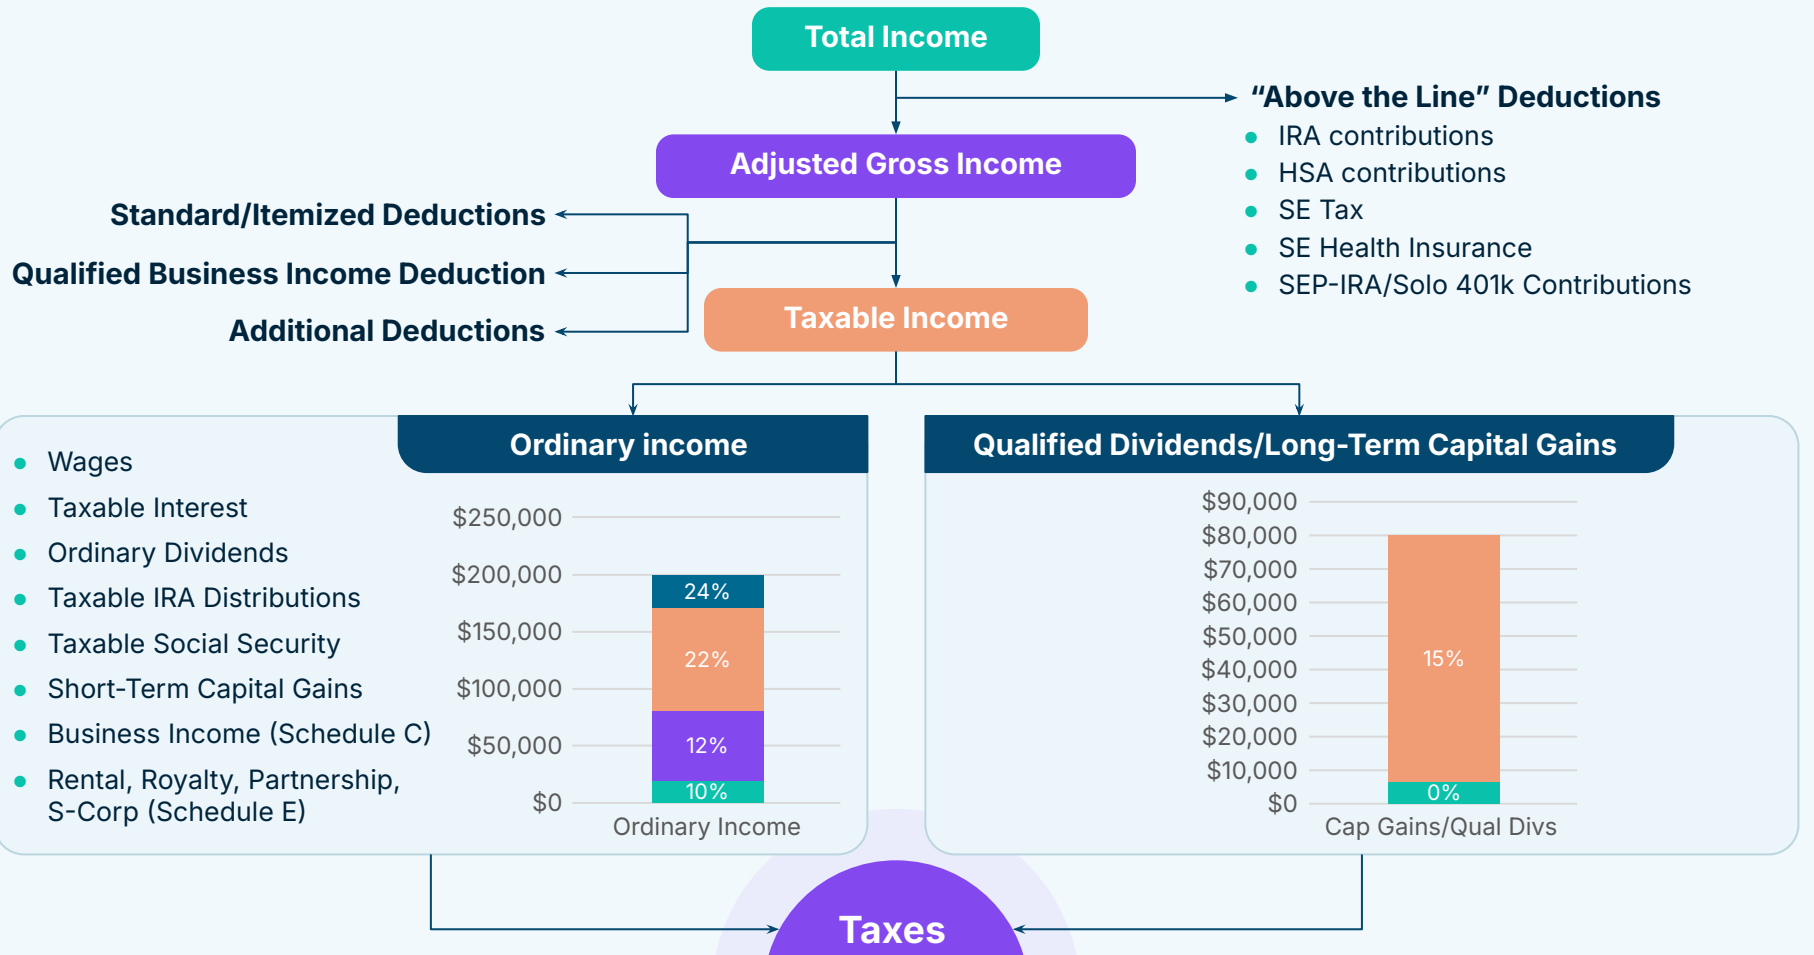 Total Income
“Above the Line” Deductions
IRA contributions
HSA contributions
SE Tax
SE Health Insurance
SEP-IRA/Solo 401k Contributions
Adjusted Gross Income
Standard/Itemized Deductions
Qualified Business Income Deduction
Additional Deductions
Taxable Income
Ordinary income
Wages
Taxable Interest
Ordinary Dividends
Taxable IRA Distributions
Taxable Social Security
Short-Term Capital Gains
Business Income (Schedule C)
Rental, Royalty, Partnership,
S-Corp (Schedule E)
$250,000
$200,000
$150,000
$100,000
$50,000
$0
24%
22%
12%
10%
Ordinary Income
Qualified Dividends/Long-Term Capital Gains
$90,000
$80,000
$70,000
$60,000
$50,000
$40,000
$30,000
$20,000
$10,000
$0
15%
0%
Cap Gains/Qual Divs
Taxes